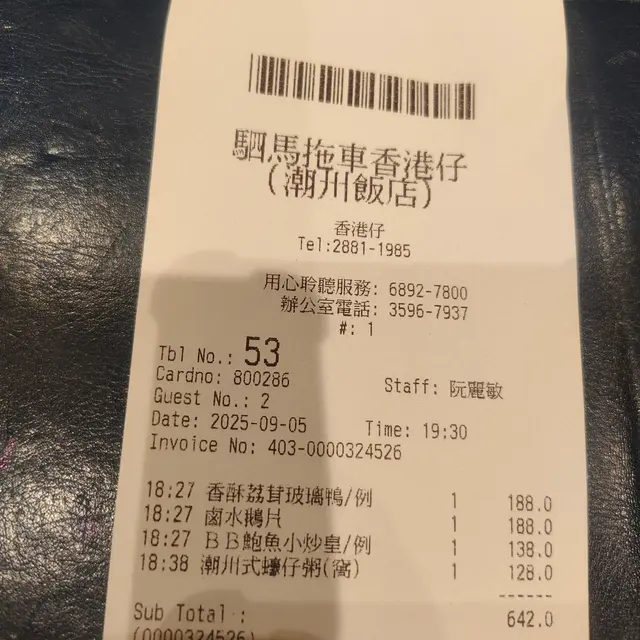 駟馬拖車香港仔
(潮州飯店)
香港仔
Tel:2881-1985
用心聆聽服務: 6892-7800
辦公室電話: 3596-7937
#: 1
Tbl No.: 53
Cardno: 800286 Staff: 阮麗敏
Guest No.: 2
Date: 2025-09-05 Time: 19:30
Invoice No: 403-0000324526
18:27 香酥荔茸玻璃鴨/例 1 188.0
18:27 鹵水鵝片 1 188.0
18:27 ＢＢ鮑魚小炒皇/例 1 138.0
18:38 潮州式蠔仔粥(窩) 1 128.0
------
Sub Total : 642.0
(0000324526)